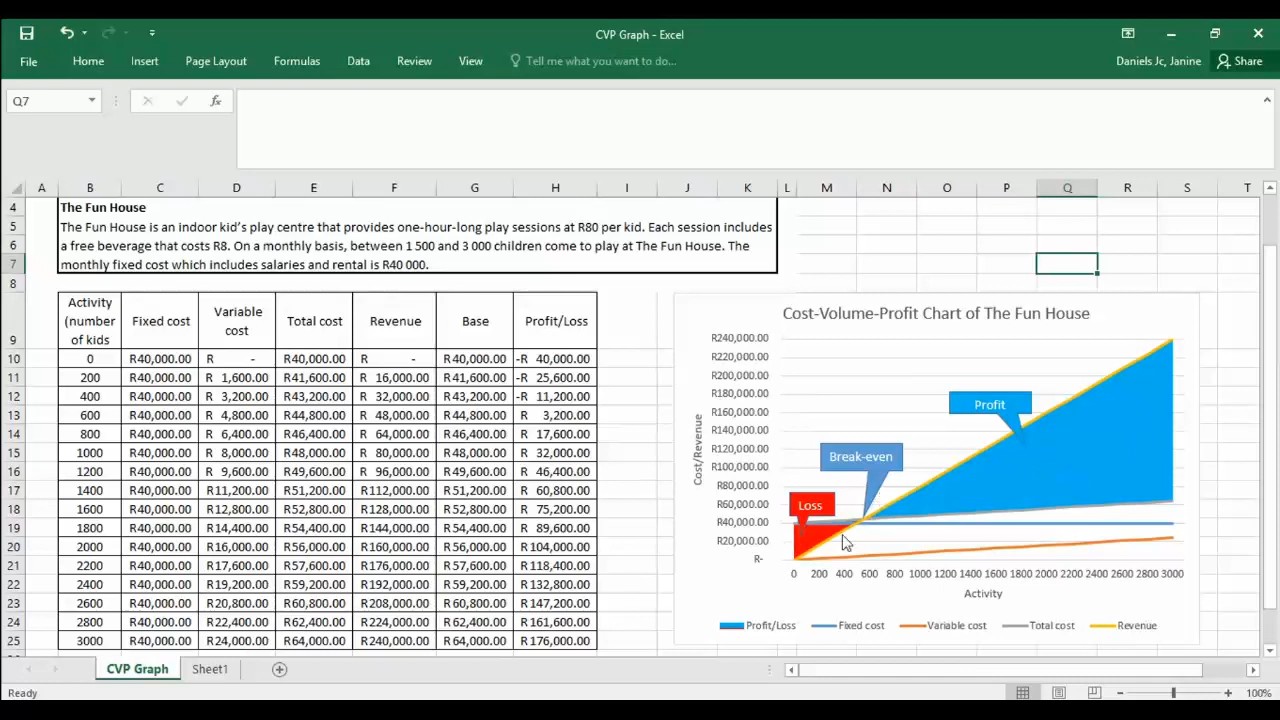 CVP Graph - Excel
File Home Insert Page Layout Formulas Data Review View Tell me what you want to do... Daniels Jc, Janine Share
Q7 fx
A B C D E F G H I J K L M N O P Q R S T
4 The Fun House
5 The Fun House is an indoor kid's play centre that provides one-hour-long play sessions at R80 per kid. Each session includes
6 a free beverage that costs R8. On a monthly basis, between 1 500 and 3 000 children come to play at The Fun House. The
7 monthly fixed cost which includes salaries and rental is R40 000.
8
9 Activity (number of kids Fixed cost Variable cost Total cost Revenue Base Profit/Loss
10 0 R40,000.00 R - R40,000.00 R - R40,000.00 -R 40,000.00
11 200 R40,000.00 R 1,600.00 R41,600.00 R 16,000.00 R41,600.00 -R 25,600.00
12 400 R40,000.00 R 3,200.00 R43,200.00 R 32,000.00 R43,200.00 -R 11,200.00
13 600 R40,000.00 R 4,800.00 R44,800.00 R 48,000.00 R44,800.00 R 3,200.00
14 800 R40,000.00 R 6,400.00 R46,400.00 R 64,000.00 R46,400.00 R 17,600.00
15 1000 R40,000.00 R 8,000.00 R48,000.00 R 80,000.00 R48,000.00 R 32,000.00
16 1200 R40,000.00 R 9,600.00 R49,600.00 R 96,000.00 R49,600.00 R 46,400.00
17 1400 R40,000.00 R11,200.00 R51,200.00 R112,000.00 R51,200.00 R 60,800.00
18 1600 R40,000.00 R12,800.00 R52,800.00 R128,000.00 R52,800.00 R 75,200.00
19 1800 R40,000.00 R14,400.00 R54,400.00 R144,000.00 R54,400.00 R 89,600.00
20 2000 R40,000.00 R16,000.00 R56,000.00 R160,000.00 R56,000.00 R104,000.00
21 2200 R40,000.00 R17,600.00 R57,600.00 R176,000.00 R57,600.00 R118,400.00
22 2400 R40,000.00 R19,200.00 R59,200.00 R192,000.00 R59,200.00 R132,800.00
23 2600 R40,000.00 R20,800.00 R60,800.00 R208,000.00 R60,800.00 R147,200.00
24 2800 R40,000.00 R22,400.00 R62,400.00 R224,000.00 R62,400.00 R161,600.00
25 3000 R40,000.00 R24,000.00 R64,000.00 R240,000.00 R64,000.00 R176,000.00
Cost-Volume-Profit Chart of The Fun House
R240,000.00
R220,000.00
R200,000.00
R180,000.00
R160,000.00
R140,000.00
R120,000.00
R100,000.00
R80,000.00
R60,000.00
R40,000.00
R20,000.00
R-
Cost/Revenue
Profit
Break-even
Loss
0 200 400 600 800 1000 1200 1400 1600 1800 2000 2200 2400 2600 2800 3000
Activity
Profit/Loss Fixed cost Variable cost Total cost Revenue
CVP Graph Sheet1
Ready 100%